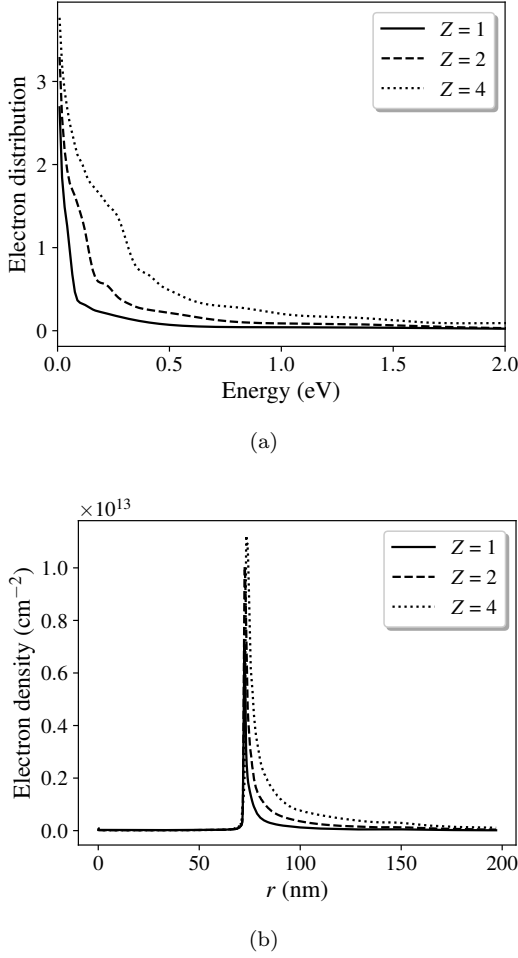 3
2
1
0
Electron distribution
Z = 1
Z = 2
Z = 4
0.0 0.5 1.0 1.5 2.0
Energy (eV)
(a)
×10¹³
1.0
0.8
0.6
0.4
0.2
0.0
Electron density (cm⁻²)
Z = 1
Z = 2
Z = 4
0 50 100 150 200
r (nm)
(b)